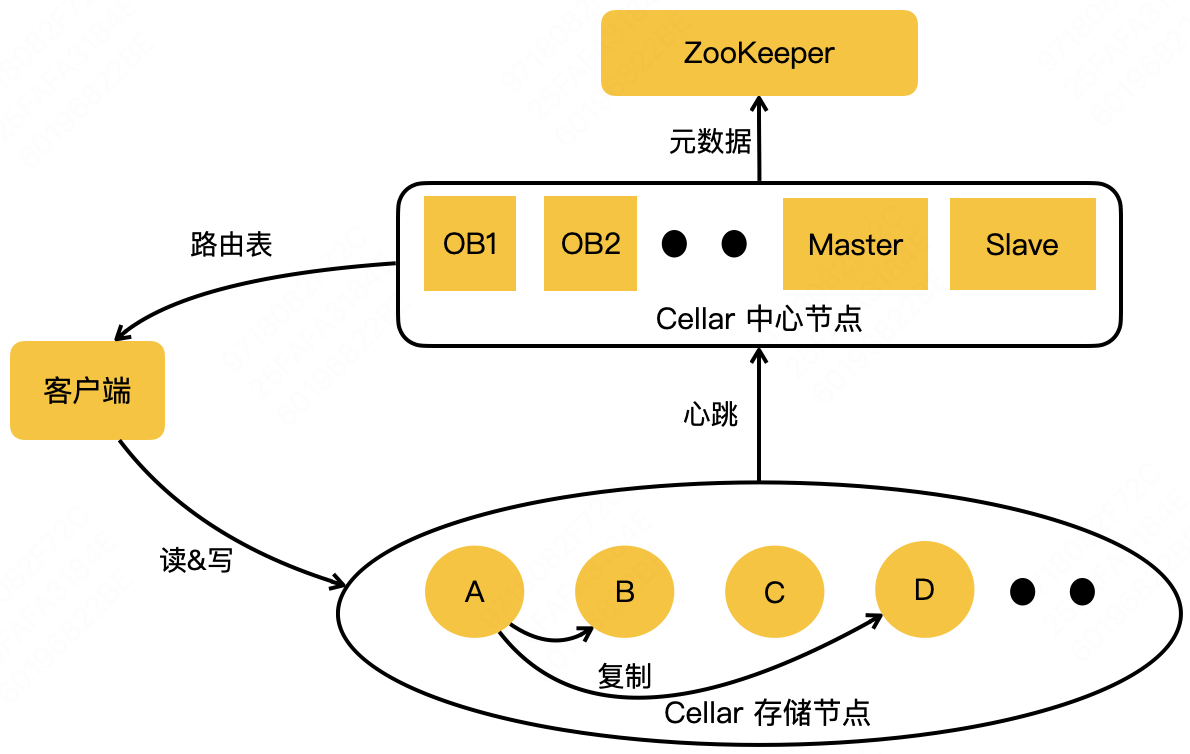 ZooKeeper
元数据
OB1
OB2
Master
Slave
Cellar 中心节点
路由表
客户端
心跳
读&写
A
B
C
D
复制
Cellar 存储节点